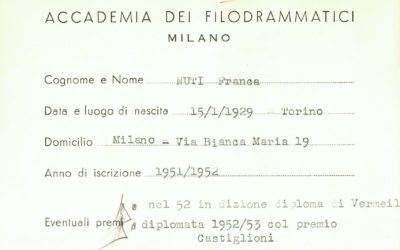 ACCADEMIA DEI FILODRAMMATICI
MILANO
Cognome e Nome NUTI Franca
Data e luogo di nascita 15/1/1929 - Torino
Domicilio Milano - Via Bianca Maria 19
Anno di iscrizione 1951/1952
nel 52 in dizione diploma di Vermeil
Eventuali premi diplomata 1952/53 col premio
Castiglioni